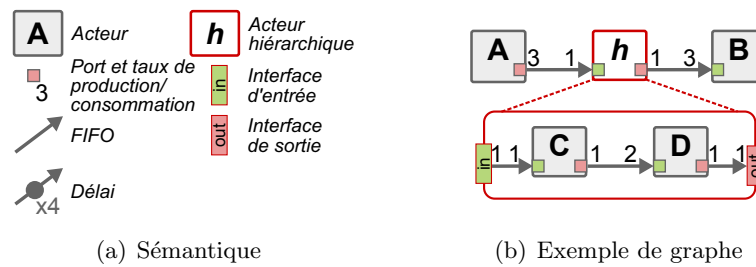 A Acteur
h Acteur hiérarchique
3 Port et taux de production/ consommation
in Interface d'entrée
FIFO
out Interface de sortie
x4 Délai
(a) Sémantique
A 3 1 h 1 3 B
in 1 1 C 1 2 D 1 1 out
(b) Exemple de graphe